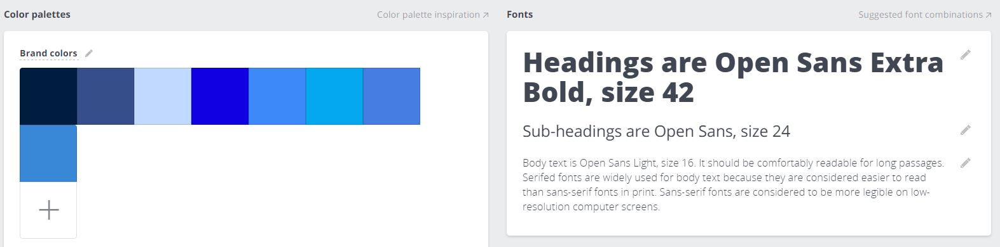 Color palettes
Color palette inspiration ↗
Brand colors
Fonts
Suggested font combinations ↗
Headings are Open Sans Extra
Bold, size 42
Sub-headings are Open Sans, size 24
Body text is Open Sans Light, size 16. It should be comfortably readable for long passages.
Serifed fonts are widely used for body text because they are considered easier to read
than sans-serif fonts in print. Sans-serif fonts are considered to be more legible on low-
resolution computer screens.